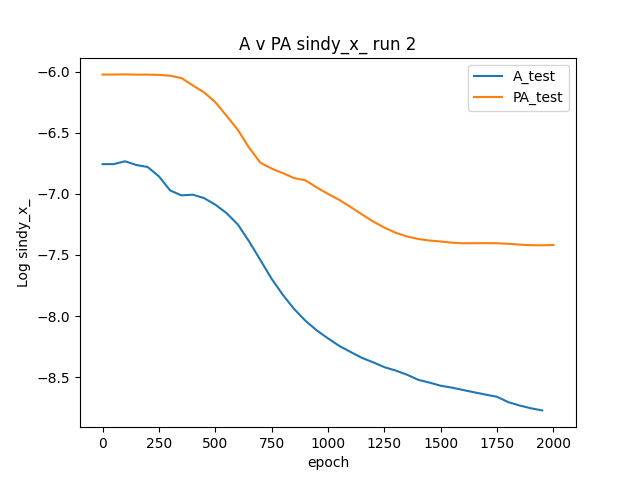 A v PA sindy_x_ run 2
A_test
PA_test
Log sindy_x_
−6.0
−6.5
−7.0
−7.5
−8.0
−8.5
0 250 500 750 1000 1250 1500 1750 2000
epoch